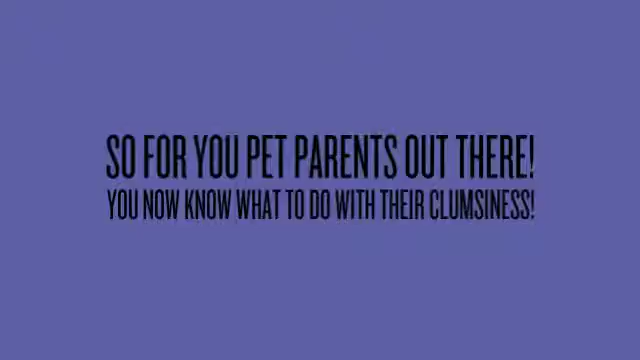 SO FOR YOU PET PARENTS OUT THERE!
YOU NOW KNOW WHAT TO DO WITH THEIR CLUMSINESS!